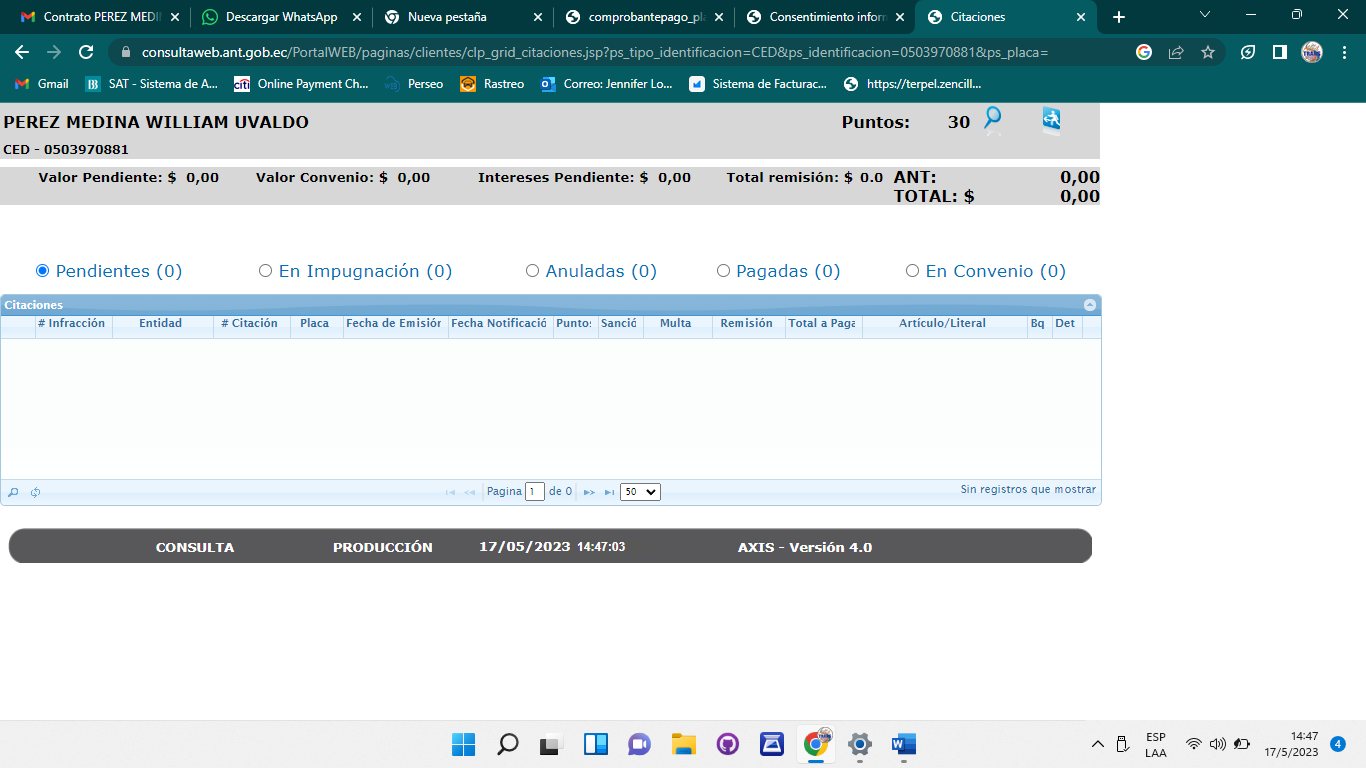 Contrato PEREZ MEDI
Descargar WhatsApp
Nueva pestaña
comprobantepago_pl
Consentimiento infor
Citaciones
consultaweb.ant.gob.ec/PortalWEB/paginas/clientes/clp_grid_citaciones.jsp?ps_tipo_identificacion=CED&ps_identificacion=0503970881&ps_placa=
Gmail
SAT - Sistema de A...
citi Online Payment Ch...
Perseo
Rastreo
Correo: Jennifer Lo...
Sistema de Facturac...
https://terpel.zencill...
PEREZ MEDINA WILLIAM UVALDO
Puntos: 30
CED - 0503970881
Valor Pendiente: $ 0,00
Valor Convenio: $ 0,00
Intereses Pendiente: $ 0,00
Total remisión: $ 0.0
ANT: 0,00
TOTAL: $ 0,00
Pendientes (0)
En Impugnación (0)
Anuladas (0)
Pagadas (0)
En Convenio (0)
Citaciones
# Infracción
Entidad
# Citación
Placa
Fecha de Emisión
Fecha Notificació
Puntos
Sanció
Multa
Remisión
Total a Paga
Artículo/Literal
Bq
Det
Pagina 1 de 0
50
Sin registros que mostrar
CONSULTA
PRODUCCIÓN
17/05/2023 14:47:03
AXIS - Versión 4.0
ESP
LAA
14:47
17/5/2023
4